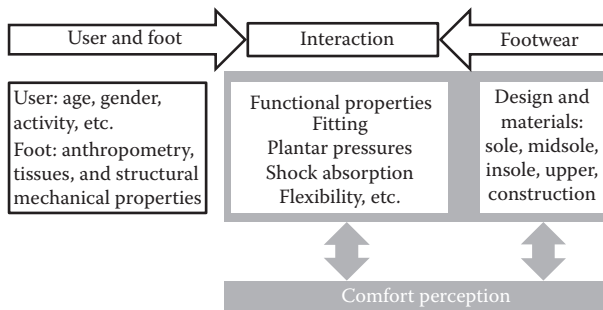 User and foot
Interaction
Footwear
User: age, gender,
activity, etc.
Foot: anthropometry,
tissues, and structural
mechanical properties
Functional properties
Fitting
Plantar pressures
Shock absorption
Flexibility, etc.
Design and
materials:
sole, midsole,
insole, upper,
construction
Comfort perception